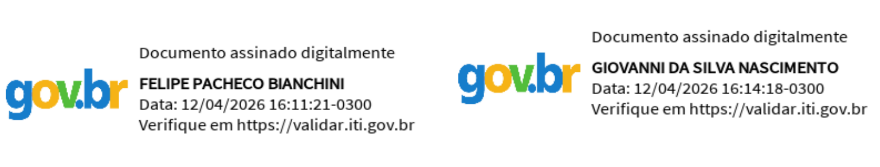 gov.br
Documento assinado digitalmente
FELIPE PACHECO BIANCHINI
Data: 12/04/2026 16:11:21-0300
Verifique em https://validar.iti.gov.br
gov.br
Documento assinado digitalmente
GIOVANNI DA SILVA NASCIMENTO
Data: 12/04/2026 16:14:18-0300
Verifique em https://validar.iti.gov.br